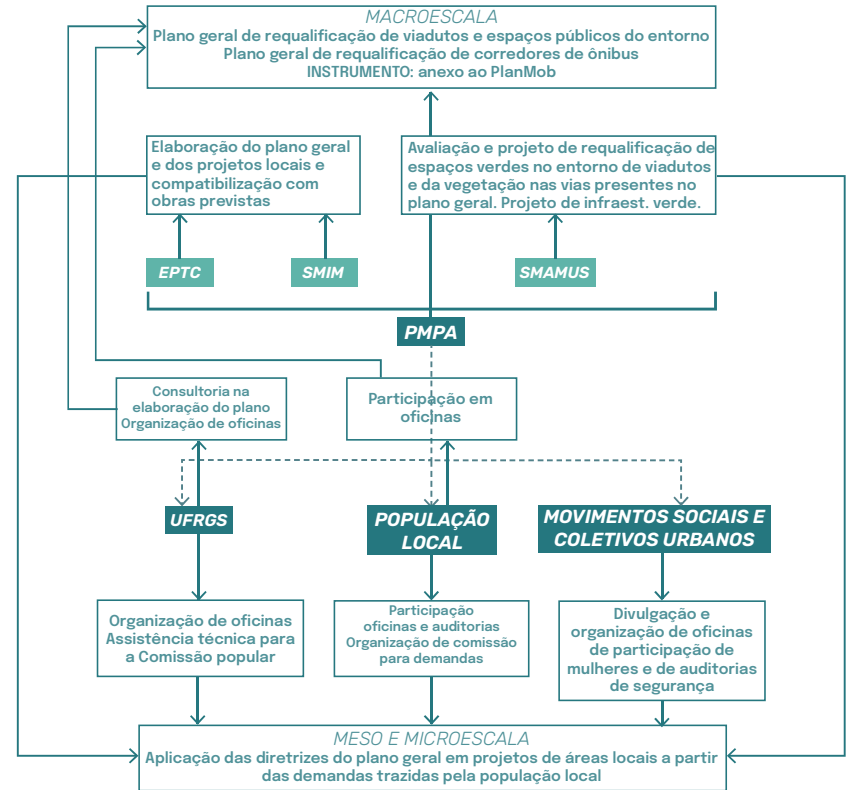 MACROESCALA
Plano geral de requalificação de viadutos e espaços públicos do entorno
Plano geral de requalificação de corredores de ônibus
INSTRUMENTO: anexo ao PlanMob
Elaboração do plano geral
e dos projetos locais e
compatibilização com
obras previstas
Avaliação e projeto de requalificação de
espaços verdes no entorno de viadutos
e da vegetação nas vias presentes no
plano geral. Projeto de infraest. verde.
EPTC
SMIM
SMAMUS
PMPA
Consultoria na
elaboração do plano
Organização de oficinas
Participação em
oficinas
UFRGS
POPULAÇÃO
LOCAL
MOVIMENTOS SOCIAIS E
COLETIVOS URBANOS
Organização de oficinas
Assistência técnica para
a Comissão popular
Participação
oficinas e auditorias
Organização de comissão
para demandas
Divulgação e
organização de oficinas
de participação de
mulheres e de auditorias
de segurança
MESO E MICROESCALA
Aplicação das diretrizes do plano geral em projetos de áreas locais a partir
das demandas trazidas pela população local